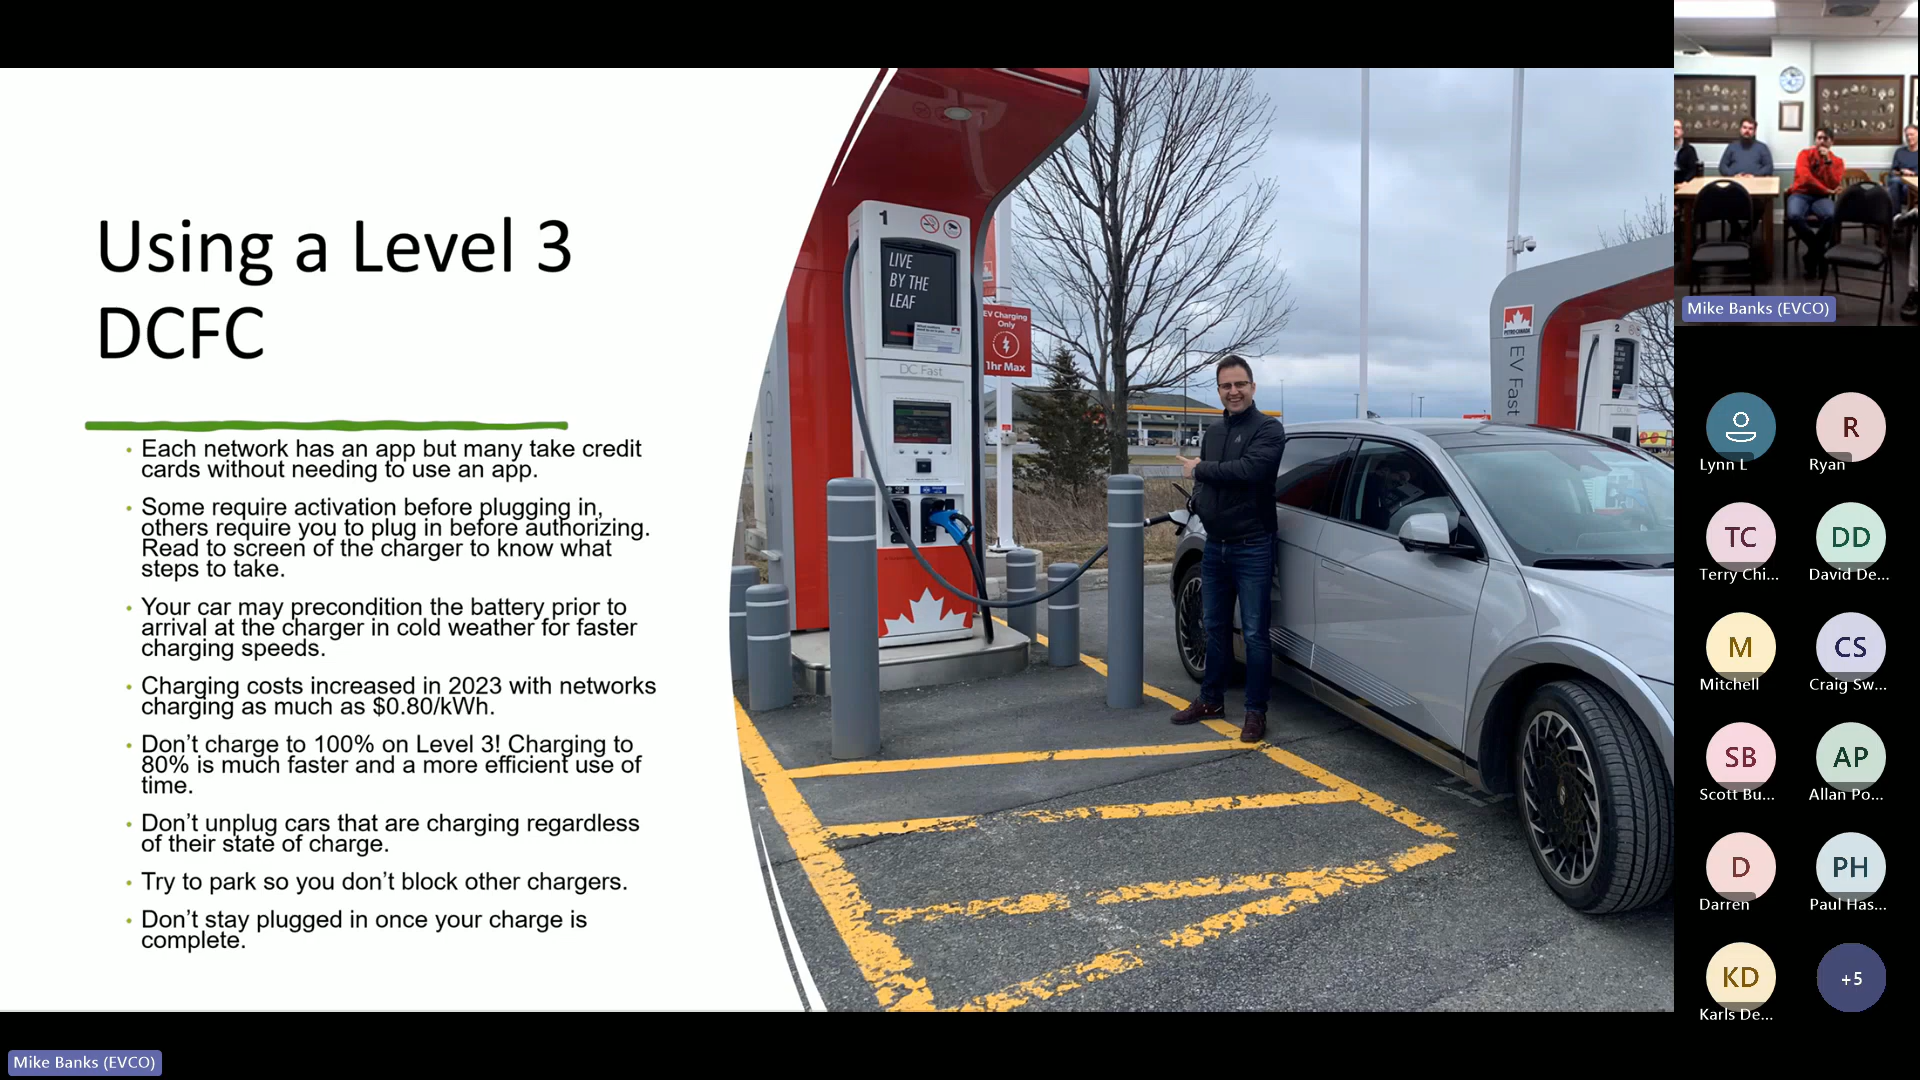 Using a Level 3
DCFC
• Each network has an app but many take credit
cards without needing to use an app.
• Some require activation before plugging in,
others require you to plug in before authorizing.
Read to screen of the charger to know what
steps to take.
• Your car may precondition the battery prior to
arrival at the charger in cold weather for faster
charging speeds.
• Charging costs increased in 2023 with networks
charging as much as $0.80/kWh.
• Don’t charge to 100% on Level 3! Charging to
80% is much faster and a more efficient use of
time.
• Don’t unplug cars that are charging regardless
of their state of charge.
• Try to park so you don’t block other chargers.
• Don’t stay plugged in once your charge is
complete.
1
LIVE
BY THE
LEAF
DC Fast
EV Charging
Only
1hr Max
PETRO-CANADA
EV Fast
2
Mike Banks (EVCO)
Lynn L
R
Ryan
TC
Terry Chi...
DD
David De...
M
Mitchell
CS
Craig Sw...
SB
Scott Bu...
AP
Allan Po...
D
Darren
PH
Paul Has...
KD
Karls De...
+5
Mike Banks (EVCO)